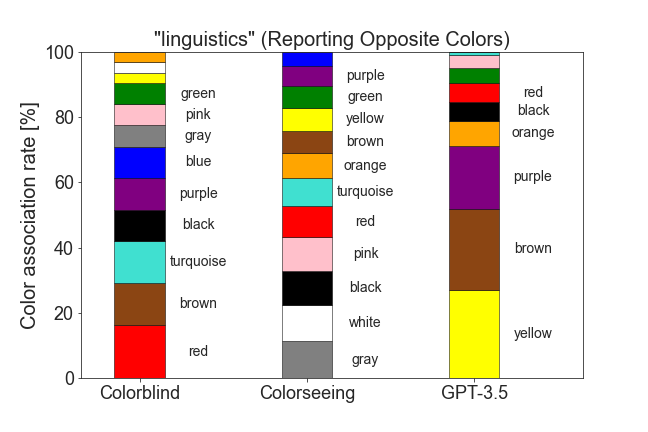 "linguistics" (Reporting Opposite Colors)
Color association rate [%]
100
80
60
40
20
0
green
pink
gray
blue
purple
black
turquoise
brown
red
purple
green
yellow
brown
orange
turquoise
red
pink
black
white
gray
red
black
orange
purple
brown
yellow
Colorblind
Colorseeing
GPT-3.5